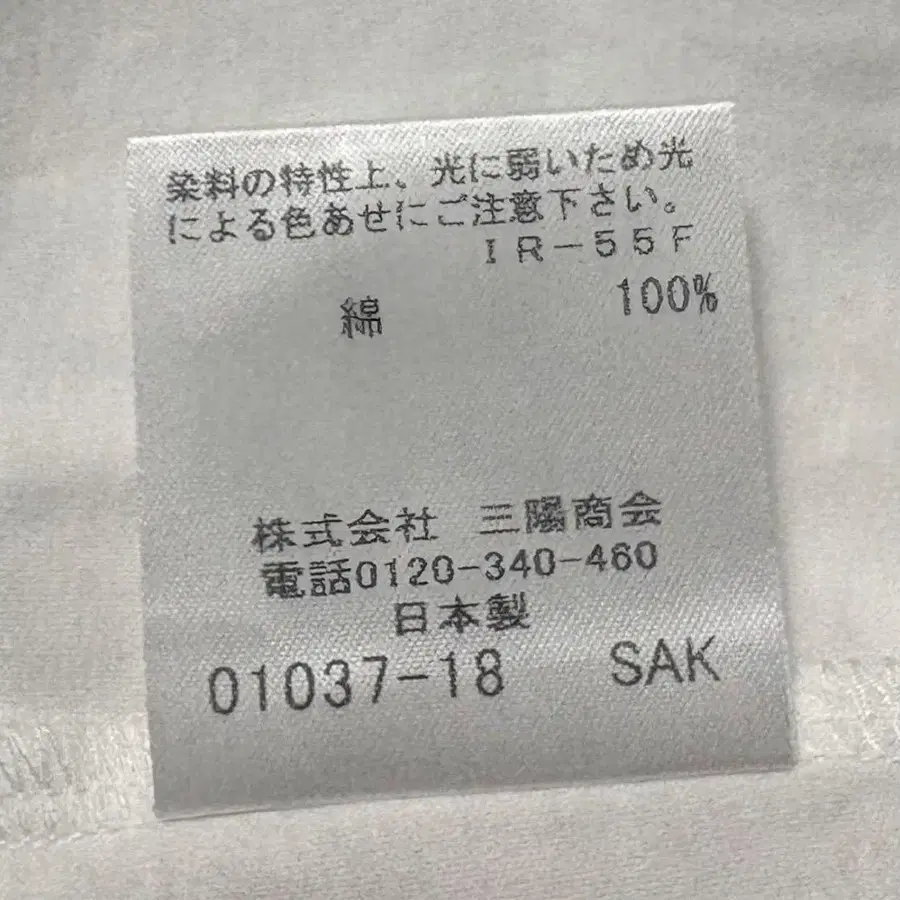 染料の特性上、光に弱いため光
による色あせにご注意下さい。
IR-55F
綿 100%
株式会社 三陽商会
電話0120-340-460
日本製
01037-18 SAK